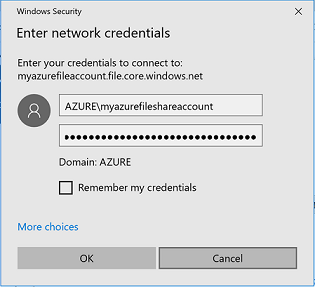 Windows Security
Enter network credentials
Enter your credentials to connect to:
myazurefileaccount.file.core.windows.net
AZURE\myazurefileshareaccount
••••••••••••••••••••••••••••••••
Domain: AZURE
Remember my credentials
More choices
OK
Cancel